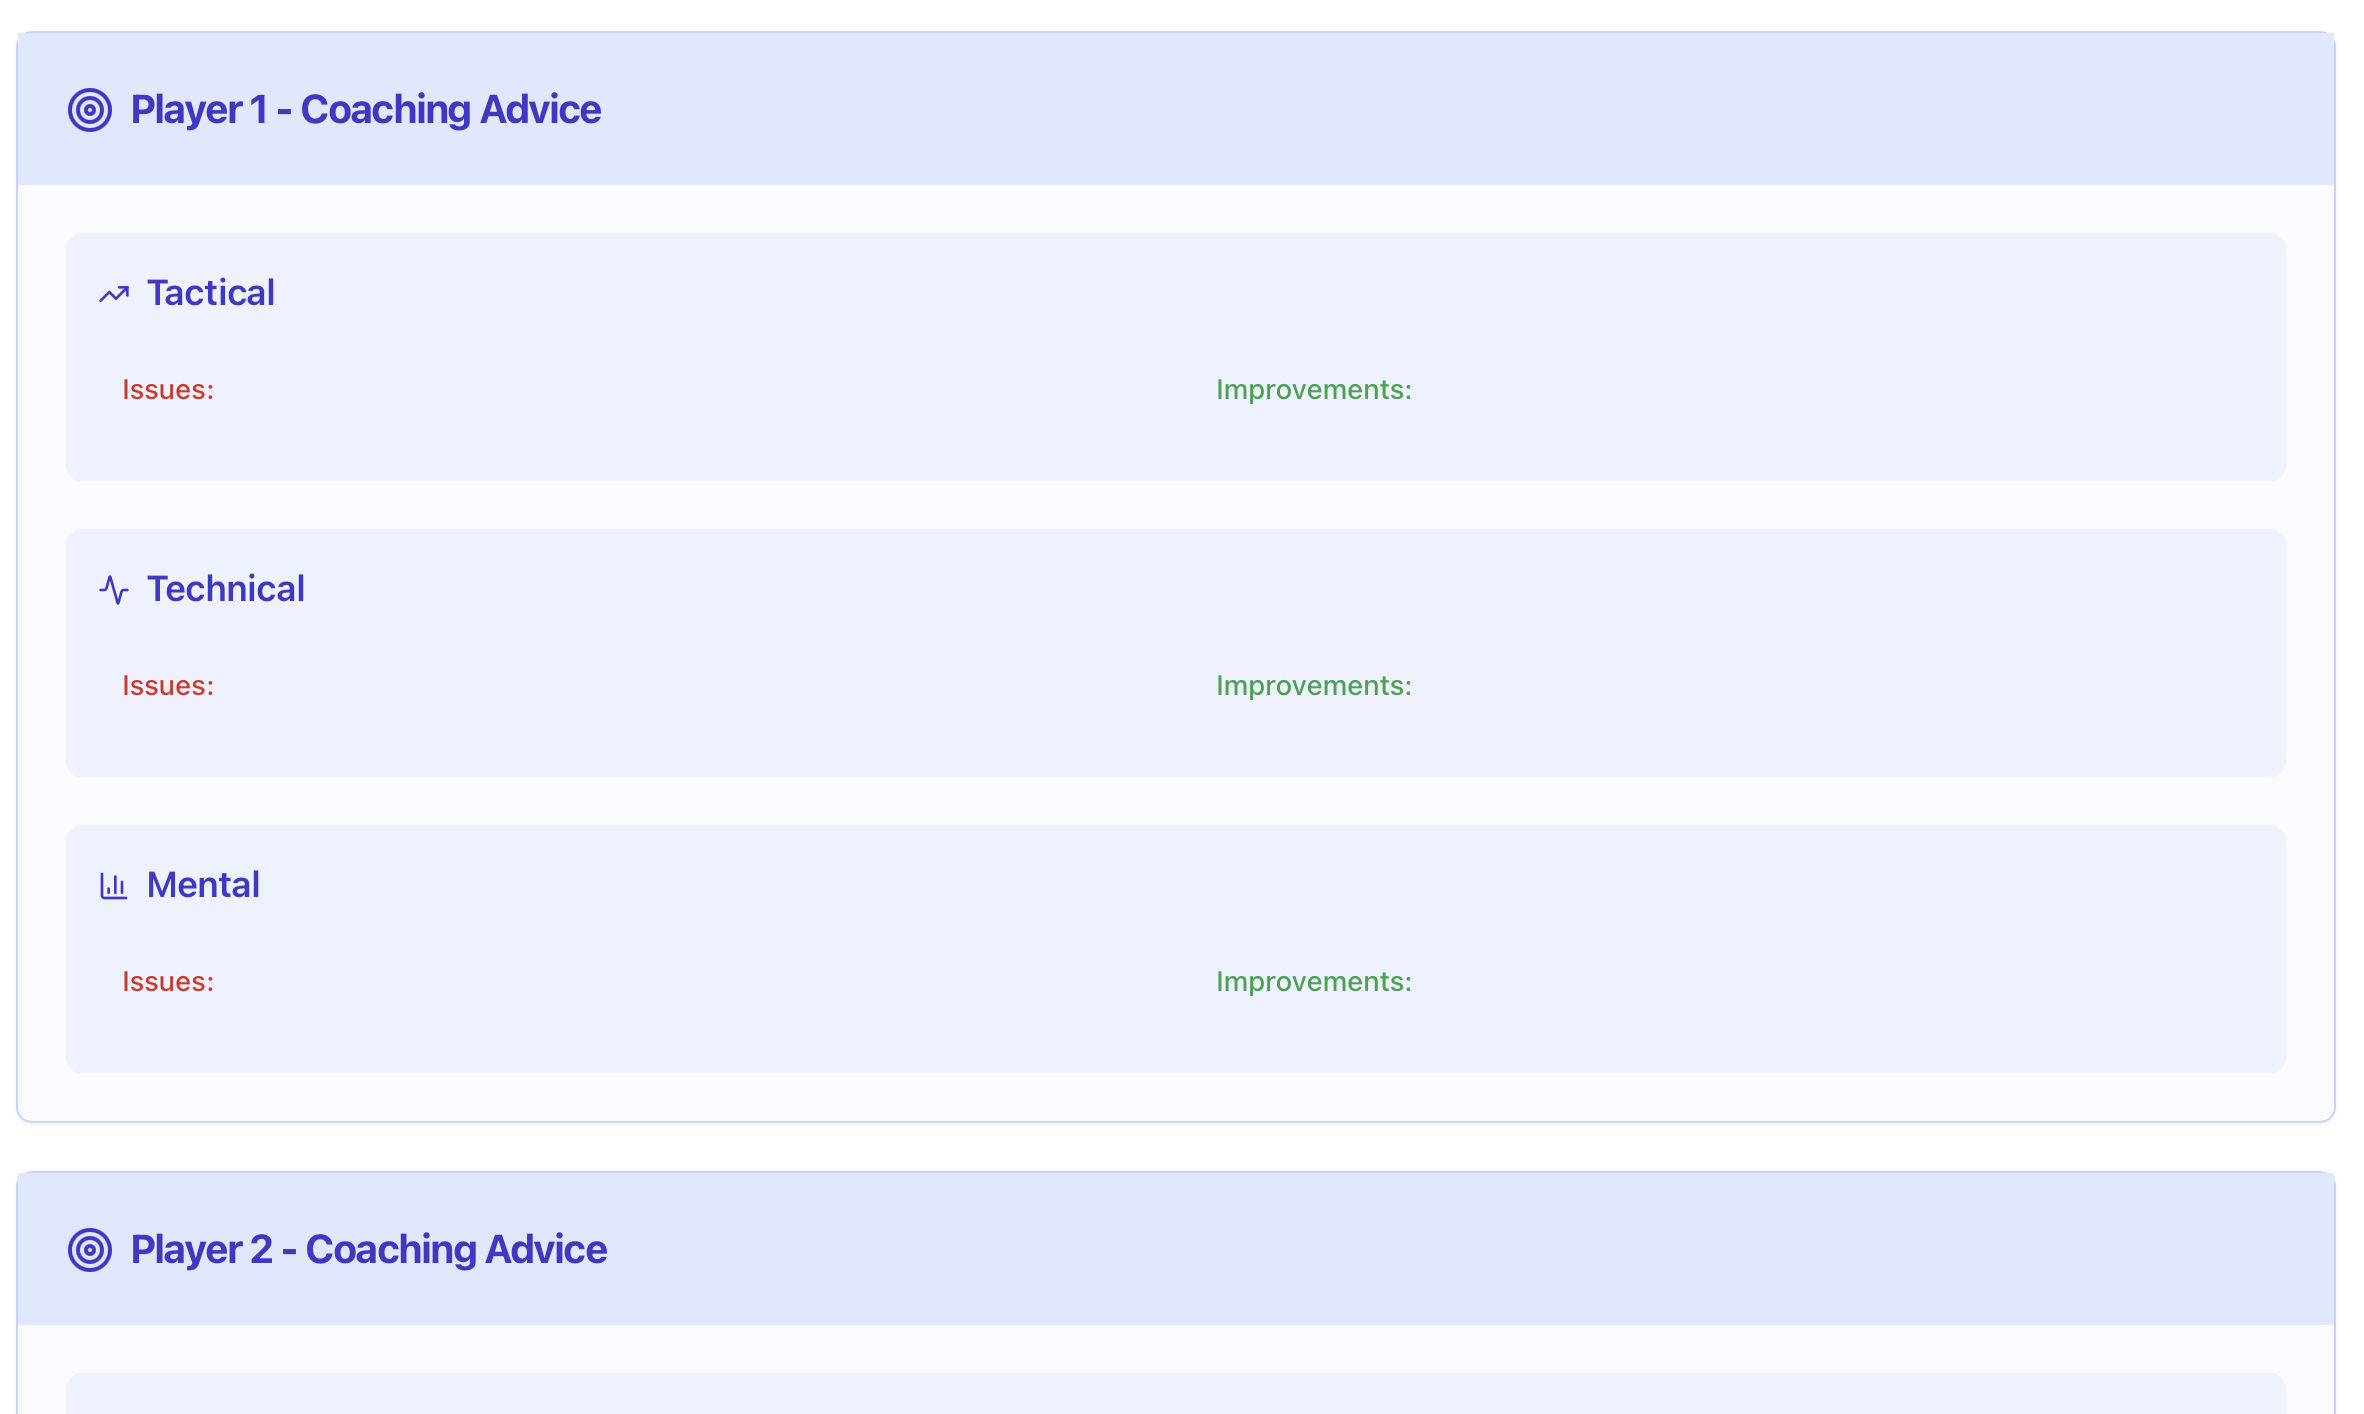 Player 1 - Coaching Advice
Tactical
Issues: Improvements:
Technical
Issues: Improvements:
Mental
Issues: Improvements:
Player 2 - Coaching Advice